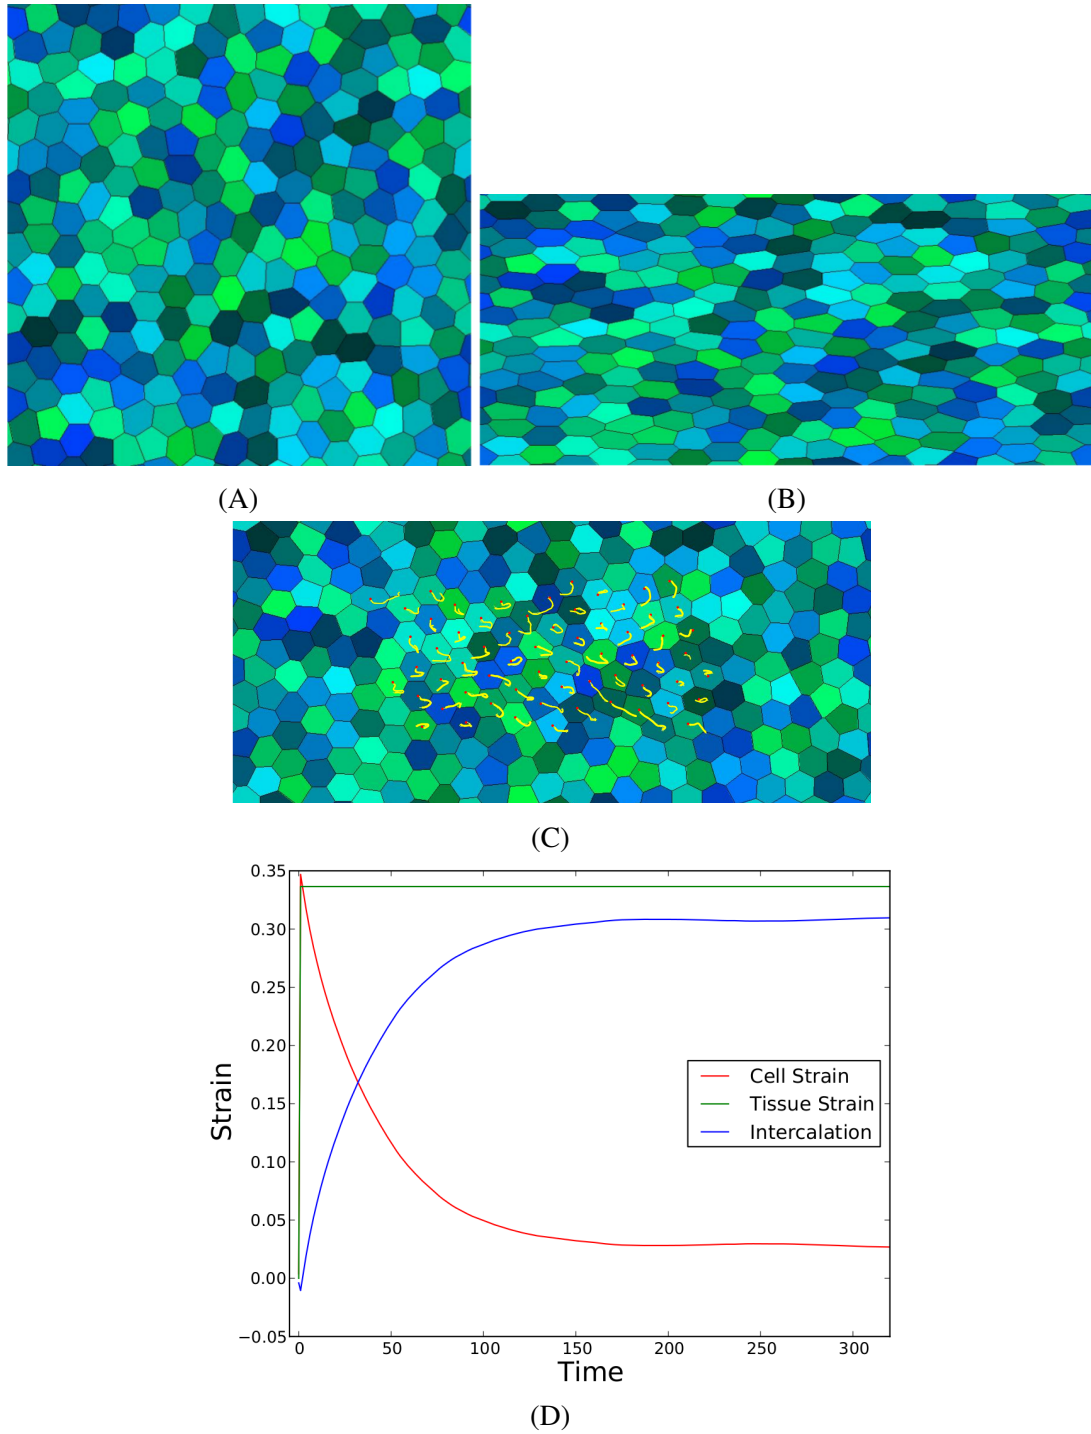 (A)
(B)
(C)
0.35
0.30
0.25
0.20
0.15
0.10
0.05
0.00
−0.05
Strain
Cell Strain
Tissue Strain
Intercalation
0 50 100 150 200 250 300
Time
(D)